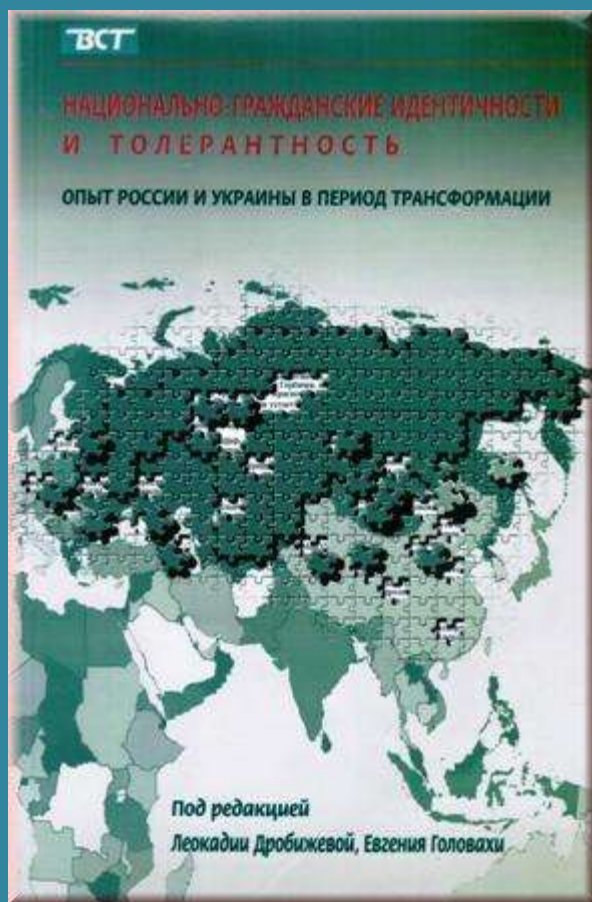 ВСТ
НАЦИОНАЛЬНО-ГРАЖДАНСКИЕ ИДЕНТИЧНОСТИ
И ТОЛЕРАНТНОСТЬ
ОПЫТ РОССИИ И УКРАИНЫ В ПЕРИОД ТРАНСФОРМАЦИИ
Под редакцией
Леокадии Дробижевой, Евгения Головахи